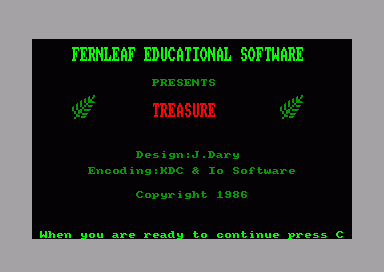 FERNLEAF EDUCATIONAL SOFTWARE
PRESENTS
TREASURE
Design:J.Dary
Encoding:KDC & Io Software
Copyright 1986
When you are ready to continue press C